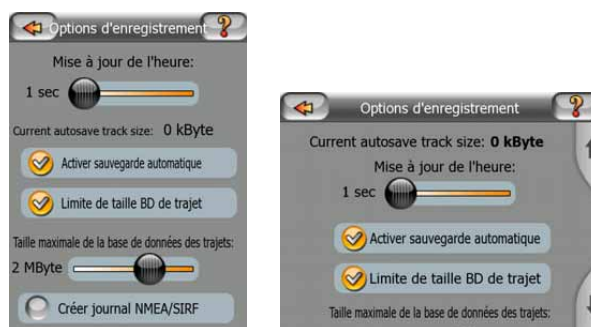 Options d'enregistrement
Mise à jour de l'heure:
1 sec
Current autosave track size: 0 kByte
Activer sauvegarde automatique
Limite de taille BD de trajet
Taille maximale de la base de données des trajets:
2 MByte
Créer journal NMEA/SIRF
Options d'enregistrement
Current autosave track size: 0 kByte
Mise à jour de l'heure:
1 sec
Activer sauvegarde automatique
Limite de taille BD de trajet
Taille maximale de la base de données des trajets: